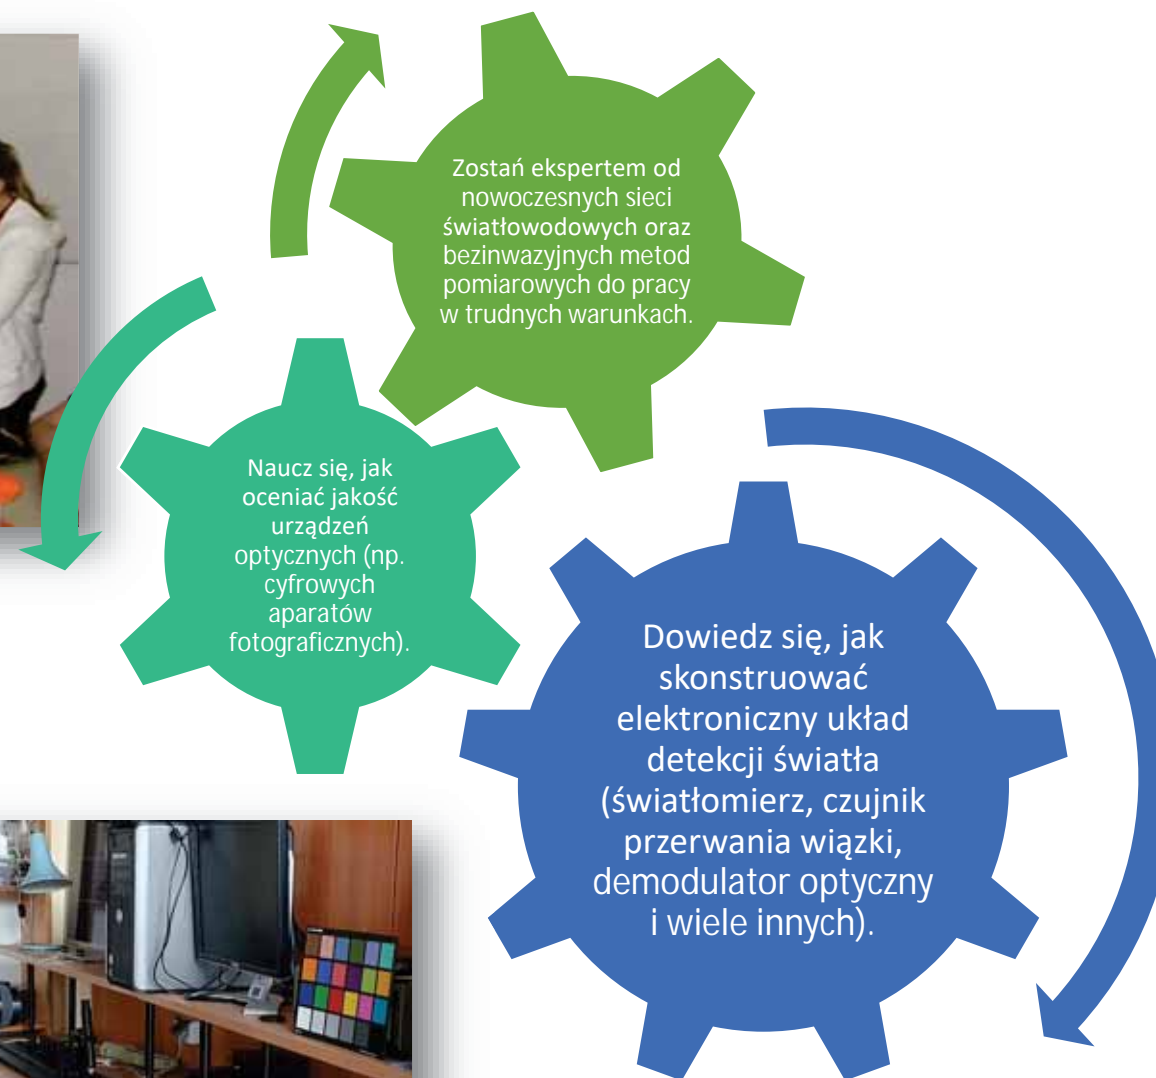 Zostań ekspertem od
nowoczesnych sieci
światłowodowych oraz
bezinwazyjnych metod
pomiarowych do pracy
w trudnych warunkach.
Naucz się, jak
oceniać jakość
urządzeń
optycznych (np.
cyfrowych
aparatów
fotograficznych).
Dowiedz się, jak
skonstruować
elektroniczny układ
detekcji światła
(światłomierz, czujnik
przerwania wiązki,
demodulator optyczny
i wiele innych).